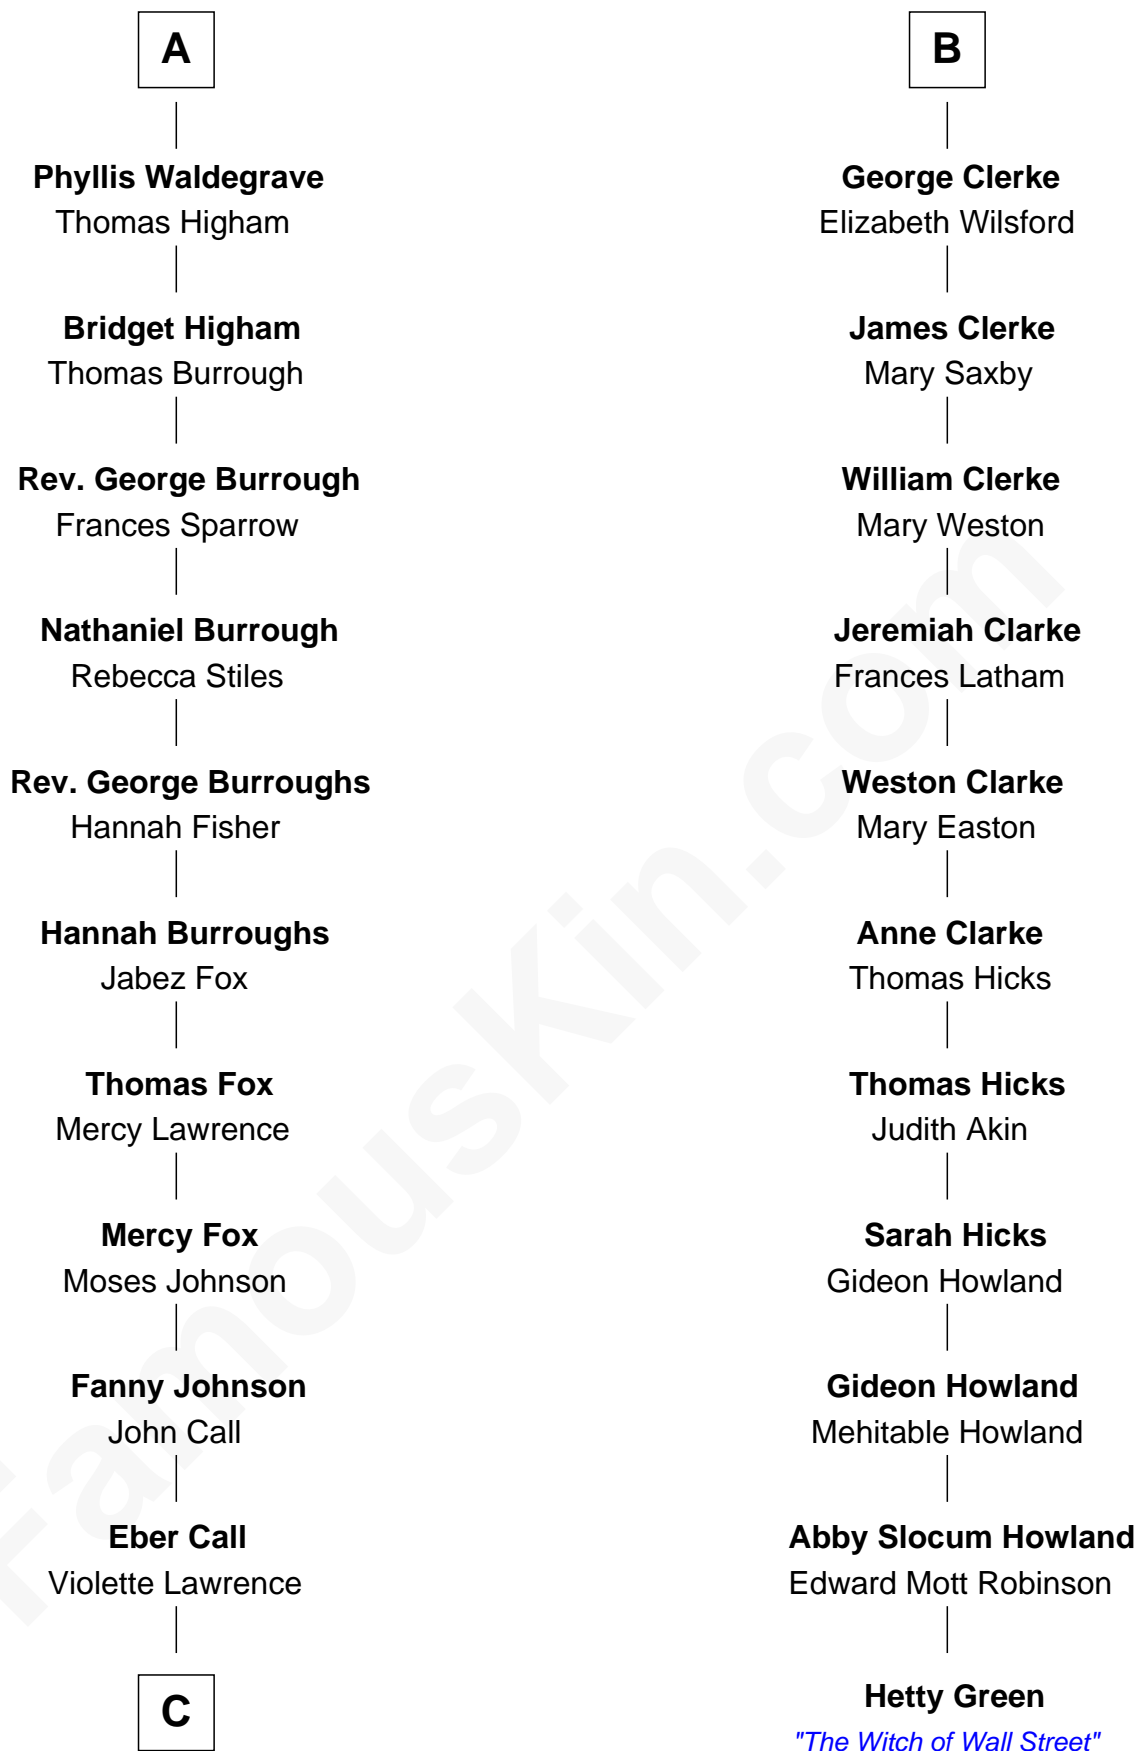 A
Phyllis Waldegrave
Thomas Higham
Bridget Higham
Thomas Burrough
Rev. George Burrough
Frances Sparrow
Nathaniel Burrough
Rebecca Stiles
Rev. George Burroughs
Hannah Fisher
Hannah Burroughs
Jabez Fox
Thomas Fox
Mercy Lawrence
Mercy Fox
Moses Johnson
Fanny Johnson
John Call
Eber Call
Violette Lawrence
C
B
George Clerke
Elizabeth Wilsford
James Clerke
Mary Saxby
William Clerke
Mary Weston
Jeremiah Clarke
Frances Latham
Weston Clarke
Mary Easton
Anne Clarke
Thomas Hicks
Thomas Hicks
Judith Akin
Sarah Hicks
Gideon Howland
Gideon Howland
Mehitable Howland
Abby Slocum Howland
Edward Mott Robinson
Hetty Green
"The Witch of Wall Street"
FamousKin.com